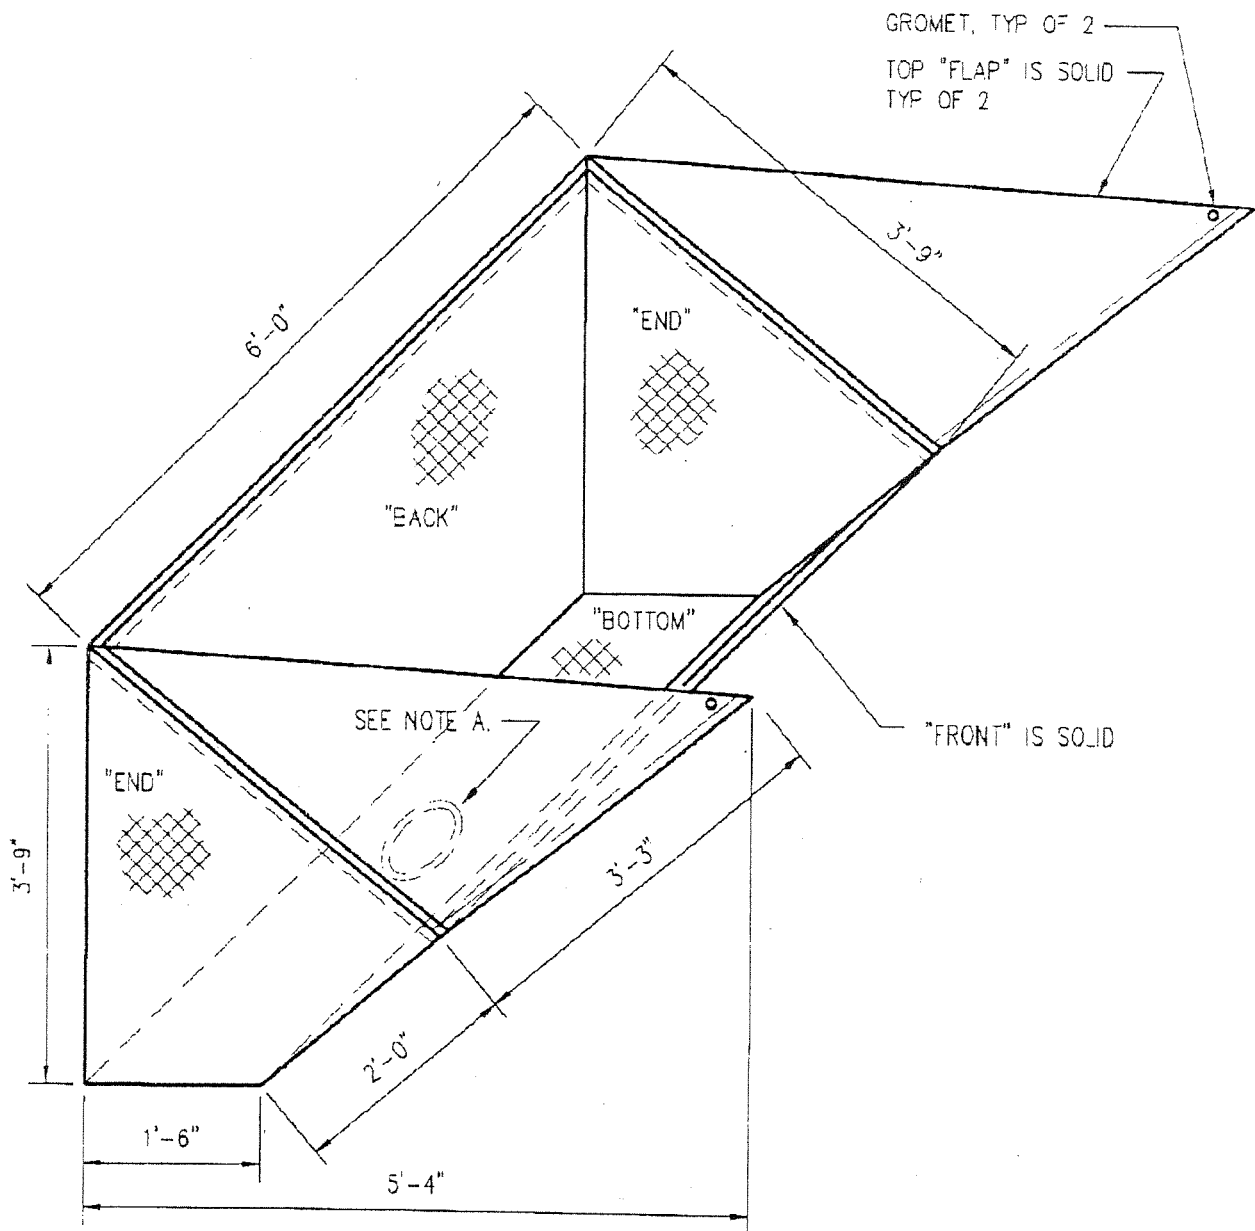 GROMET, TYP OF 2
TOP "FLAP" IS SOLID
TYP OF 2
6'-0"
3'-9"
"END"
"BACK"
"BOTTOM"
SEE NOTE A.
"FRONT" IS SOLID
"END"
3'-9"
3'-3"
2'-0"
1'-6"
5'-4"